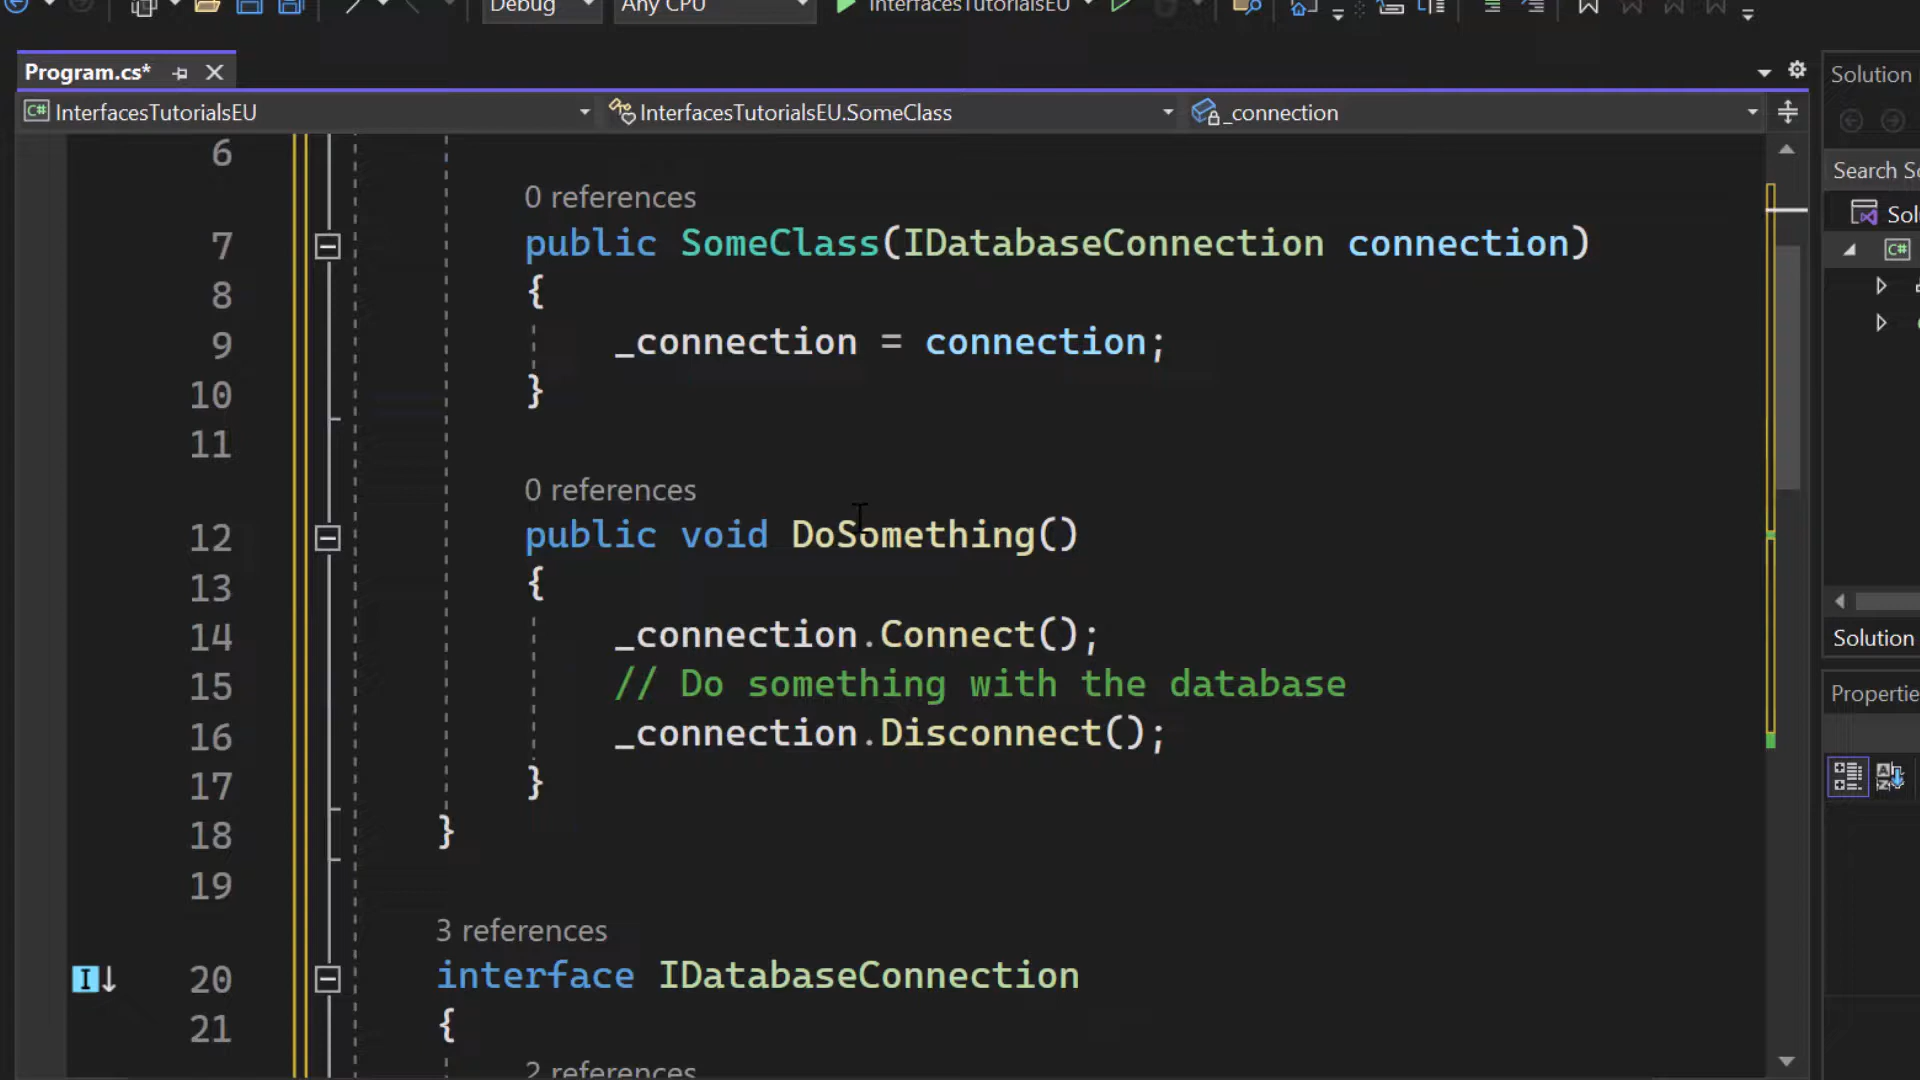 Debug Any CPU InterfacesTutorialsEU
Program.cs*
InterfacesTutorialsEU InterfacesTutorialsEU.SomeClass _connection
6
0 references
7 public SomeClass(IDatabaseConnection connection)
8 {
9 _connection = connection;
10 }
11
0 references
12 public void DoSomething()
13 {
14 _connection.Connect();
15 // Do something with the database
16 _connection.Disconnect();
17 }
18 }
19
3 references
20 interface IDatabaseConnection
21 {
2 references
Solution
Search So
Solu
Solution
Propertie